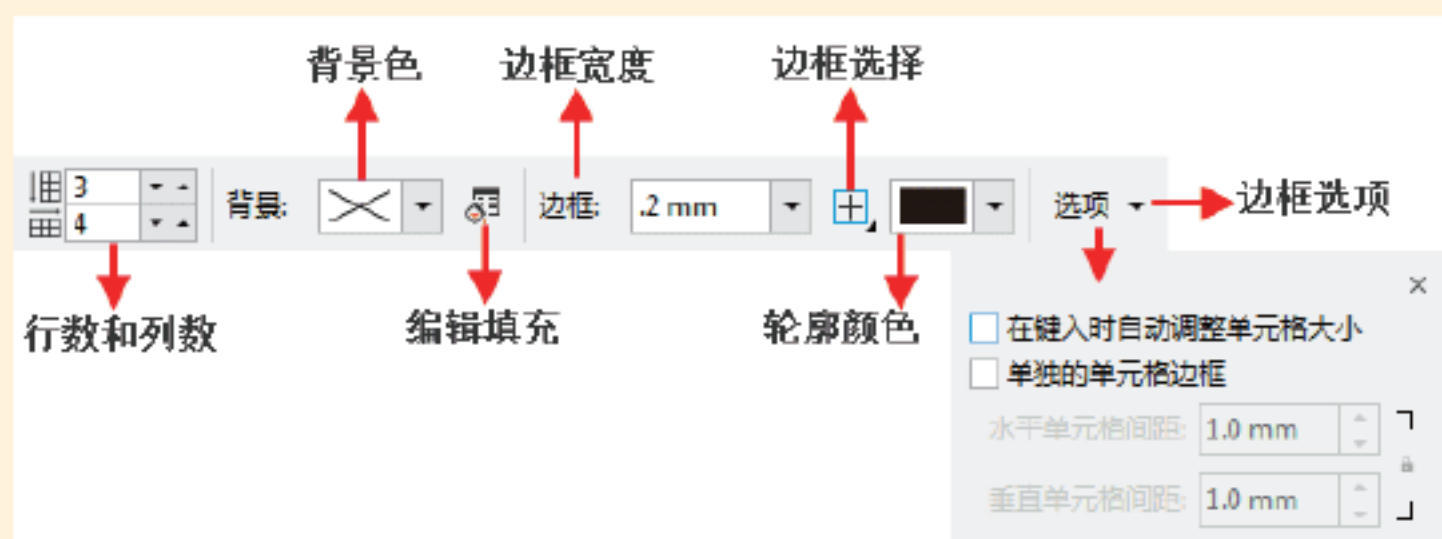 背景色 边框宽度 边框选择
3
4
背景: 边框: .2 mm 选项 边框选项
行数和列数 编辑填充 轮廓颜色
在键入时自动调整单元格大小
单独的单元格边框
水平单元格间距: 1.0 mm
垂直单元格间距: 1.0 mm